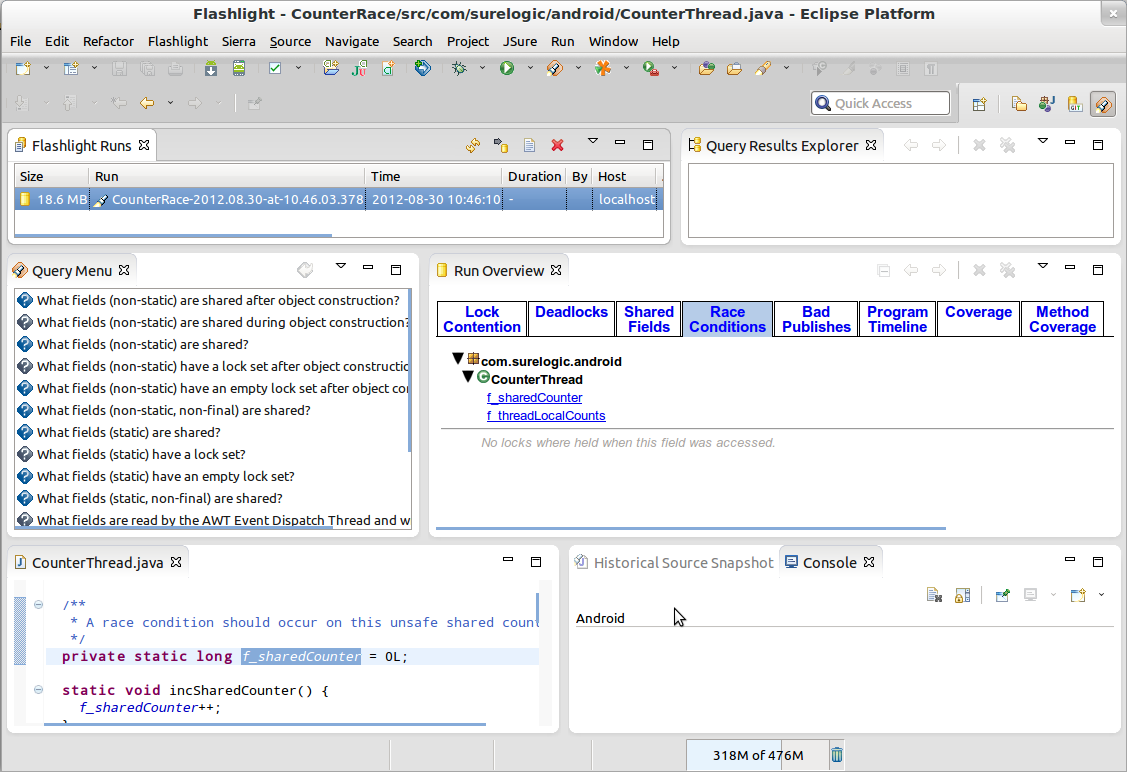 Flashlight - CounterRace/src/com/surelogic/android/CounterThread.java - Eclipse Platform
File Edit Refactor Flashlight Sierra Source Navigate Search Project JSure Run Window Help
Quick Access
Flashlight Runs
Size Run Time Duration By Host
18.6 MB CounterRace-2012.08.30-at-10.46.03.378 2012-08-30 10:46:10 - localhost
Query Results Explorer
Query Menu
What fields (non-static) are shared after object construction?
What fields (non-static) are shared during object construction?
What fields (non-static) are shared?
What fields (non-static) have a lock set after object constructio
What fields (non-static) have an empty lock set after object co
What fields (non-static, non-final) are shared?
What fields (static) are shared?
What fields (static) have a lock set?
What fields (static) have an empty lock set?
What fields (static, non-final) are shared?
What fields are read by the AWT Event Dispatch Thread and w
Run Overview
Lock Contention
Deadlocks
Shared Fields
Race Conditions
Bad Publishes
Program Timeline
Coverage
Method Coverage
com.surelogic.android
CounterThread
f_sharedCounter
f_threadLocalCounts
No locks where held when this field was accessed.
CounterThread.java
/**
* A race condition should occur on this unsafe shared coun
*/
private static long f_sharedCounter = 0L;
static void incSharedCounter() {
f_sharedCounter++;
Historical Source Snapshot
Console
Android
318M of 476M